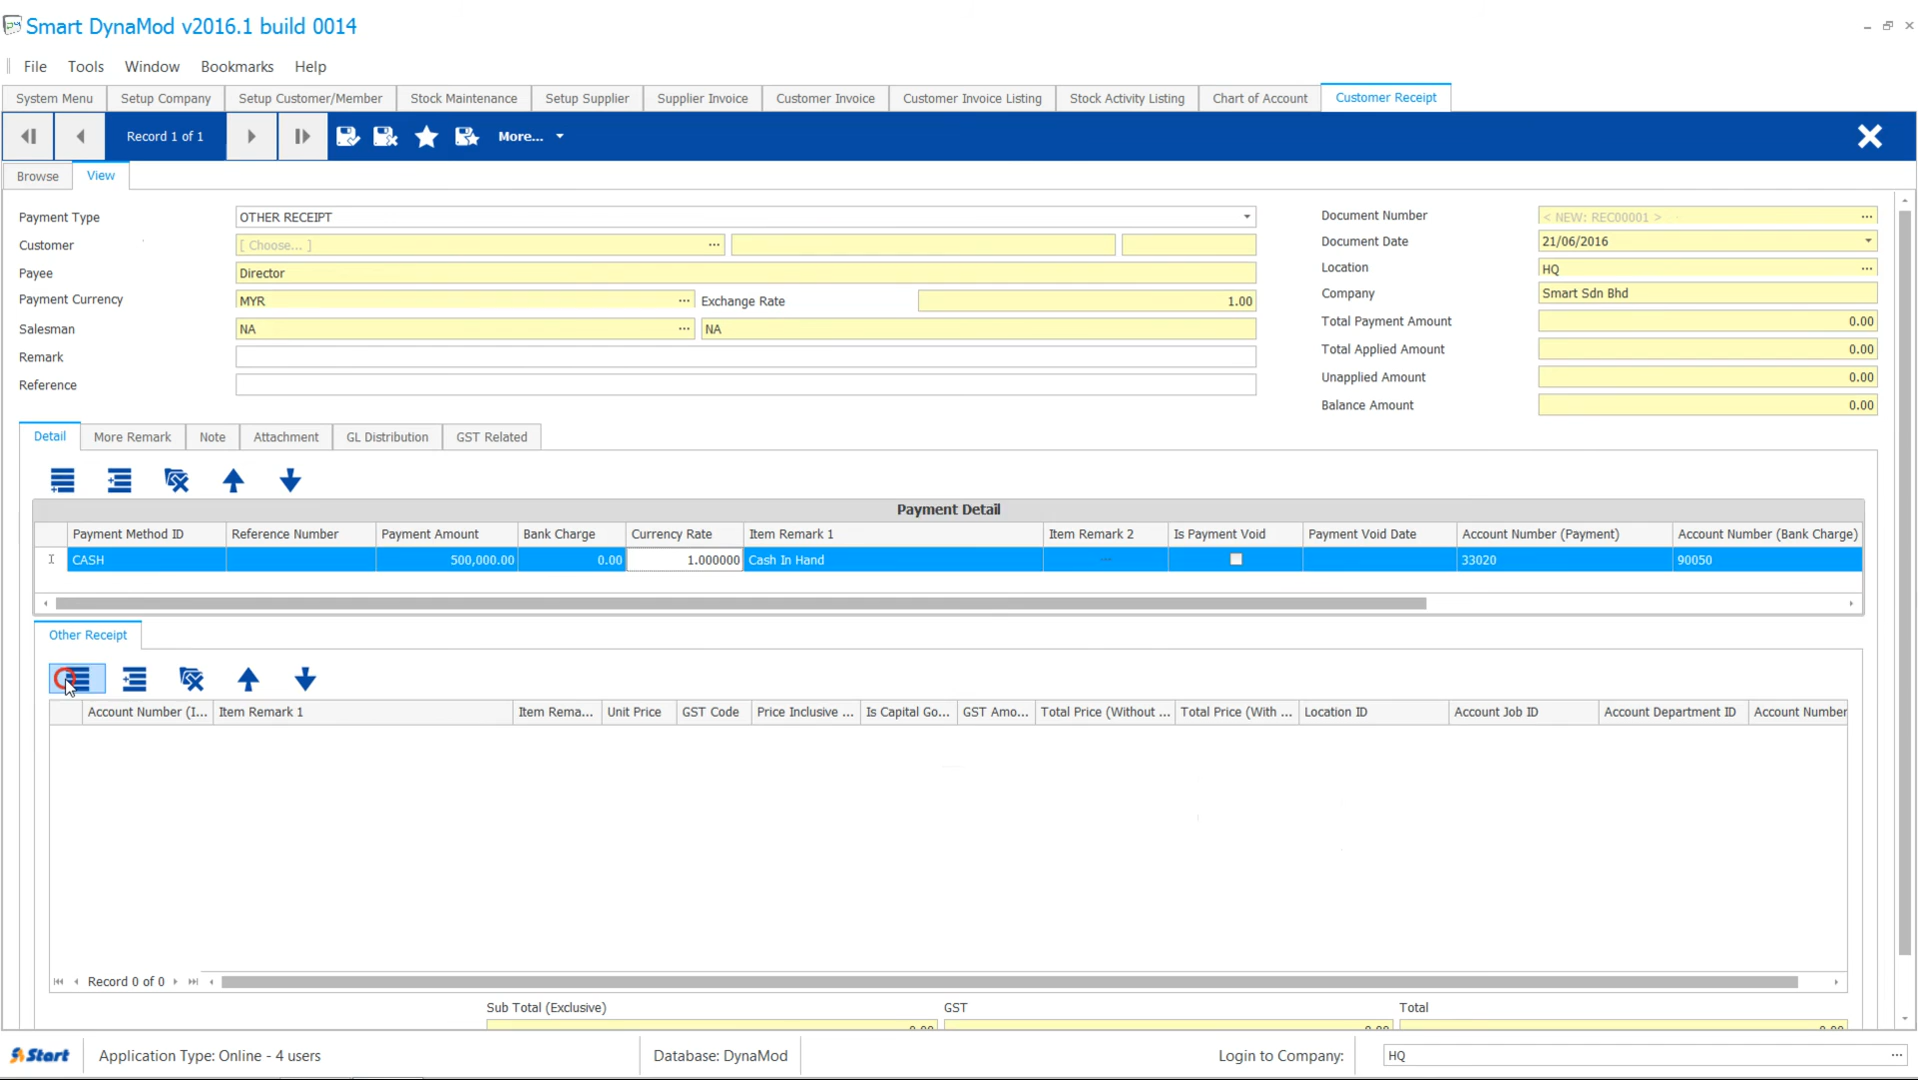 Smart DynaMod v2016.1 build 0014
File Tools Window Bookmarks Help
System Menu Setup Company Setup Customer/Member Stock Maintenance Setup Supplier Supplier Invoice Customer Invoice Customer Invoice Listing Stock Activity Listing Chart of Account Customer Receipt
Record 1 of 1 More...
Browse View
Payment Type OTHER RECEIPT Document Number < NEW: REC00001 > ...
Customer [ Choose... ] ... Document Date 21/06/2016
Payee Director Location HQ ...
Payment Currency MYR ... Exchange Rate 1.00 Company Smart Sdn Bhd
Salesman NA ... NA Total Payment Amount 0.00
Remark Total Applied Amount 0.00
Reference Unapplied Amount 0.00
Balance Amount 0.00
Detail More Remark Note Attachment GL Distribution GST Related
Payment Detail
Payment Method ID Reference Number Payment Amount Bank Charge Currency Rate Item Remark 1 Item Remark 2 Is Payment Void Payment Void Date Account Number (Payment) Account Number (Bank Charge)
CASH 500,000.00 0.00 1.000000 Cash In Hand ... 33020 90050
Other Receipt
Account Number (I... Item Remark 1 Item Rema... Unit Price GST Code Price Inclusive ... Is Capital Go... GST Amo... Total Price (Without ... Total Price (With ... Location ID Account Job ID Account Department ID Account Number
Record 0 of 0
Sub Total (Exclusive) GST Total
0.00 0.00 0.00
Start Application Type: Online - 4 users Database: DynaMod Login to Company: HQ ...